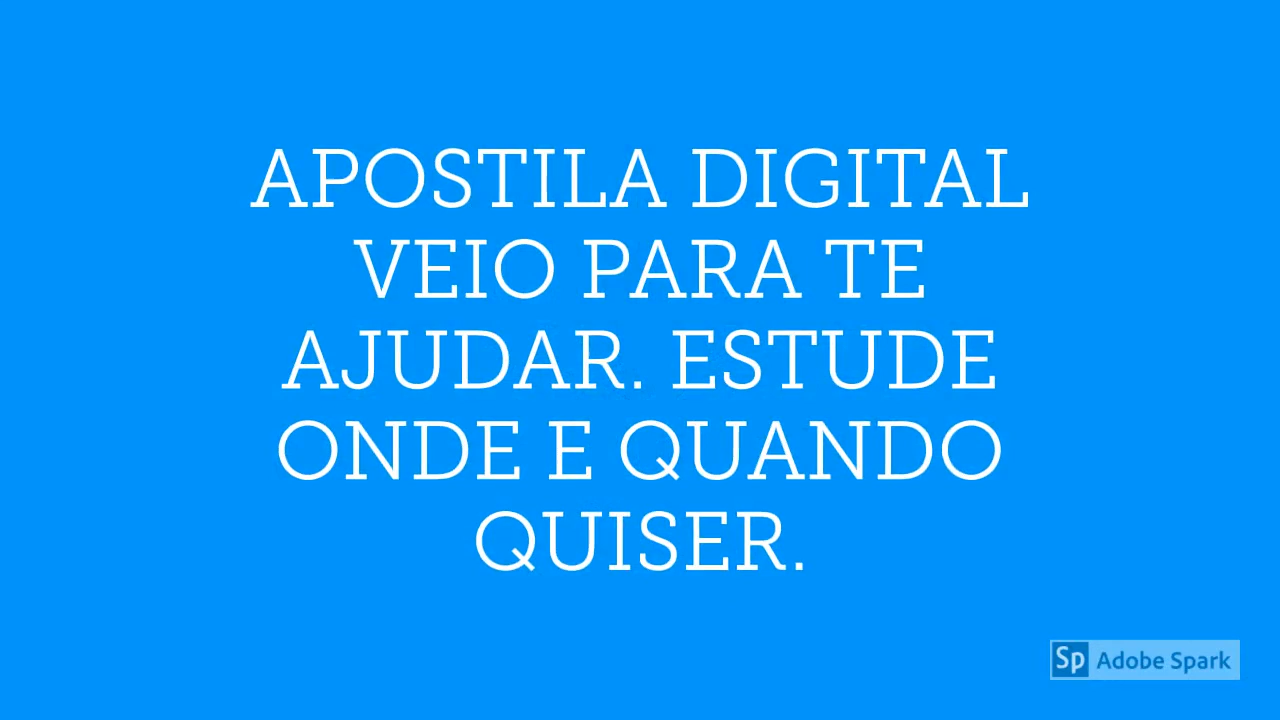 APOSTILA DIGITAL
VEIO PARA TE
AJUDAR. ESTUDE
ONDE E QUANDO
QUISER.
Sp Adobe Spark